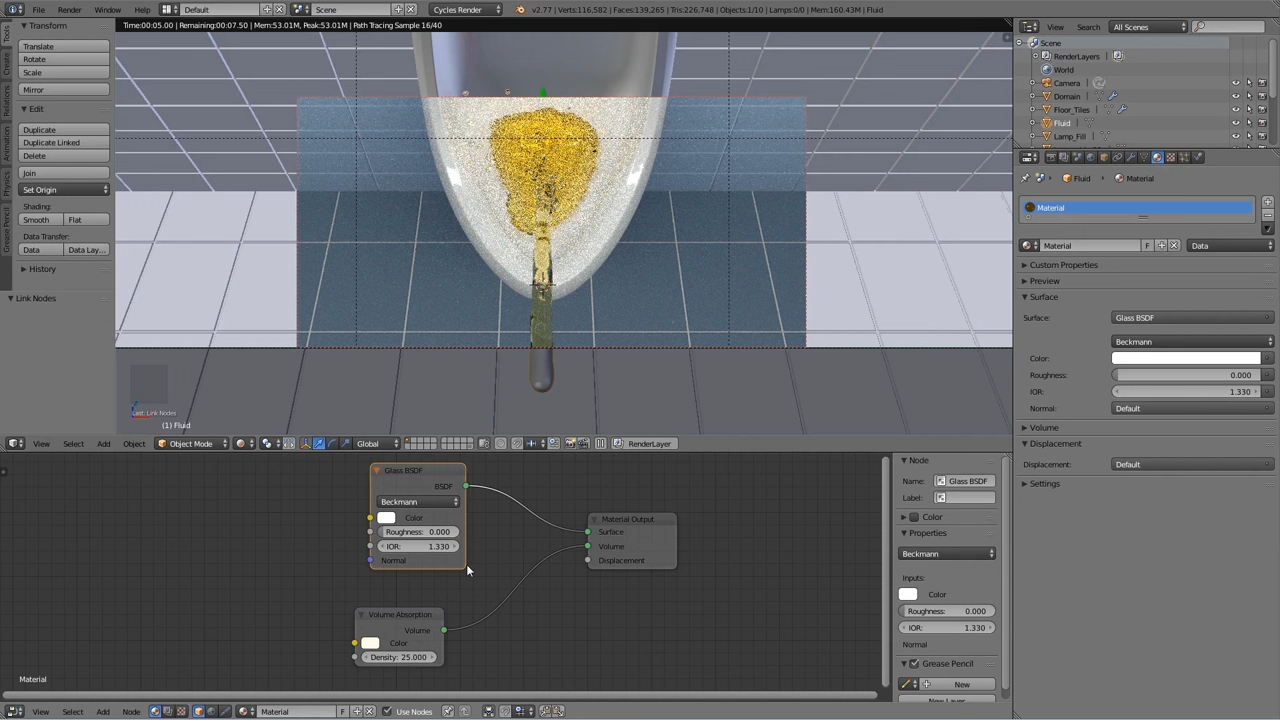 File Render Window Help Default Scene Cycles Render v2.77 | Verts:116,582 | Faces:139,265 | Tris:226,748 | Objects:1/10 | Lamps:0/0 | Mem:160.43M | Fluid
Time:00:05.00 | Remaining:00:07.50 | Mem:53.01M, Peak:53.01M | Path Tracing Sample 16/40
Tools
Create
Relations
Animation
Physics
Grease Pencil
Transform
Translate
Rotate
Scale
Mirror
Edit
Duplicate
Duplicate Linked
Delete
Join
Set Origin
Shading:
Smooth Flat
Data Transfer:
Data Data Lay...
History
Link Nodes
Last: Link Nodes
(1) Fluid
View Select Add Object Object Mode Global RenderLayer
View Search All Scenes
Scene
RenderLayers
World
Camera
Domain
Floor_Tiles
Fluid
Lamp_Fill
Fluid Material
Material
Material F Data
Custom Properties
Preview
Surface
Surface: Glass BSDF
Beckmann
Color:
Roughness: 0.000
IOR: 1.330
Normal: Default
Volume
Displacement
Displacement: Default
Settings
Glass BSDF
BSDF
Beckmann
Color
Roughness: 0.000
IOR: 1.330
Normal
Volume Absorption
Volume
Color
Density: 25.000
Material Output
Surface
Volume
Displacement
Material
Node
Name: Glass BSDF
Label:
Color
Properties
Beckmann
Inputs:
Color
Roughness: 0.000
IOR: 1.330
Normal
Grease Pencil
New
View Select Add Node Material F Use Nodes